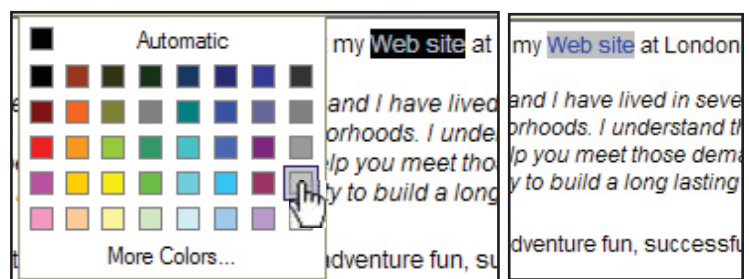 Automatic
my Web site at
and I have lived
orhoods. I unde
lp you meet tho
y to build a long
More Colors...
dventure fun, su
my Web site at London
and I have lived in seve
orhoods. I understand th
lp you meet those dema
y to build a long lasting
dventure fun, successfu